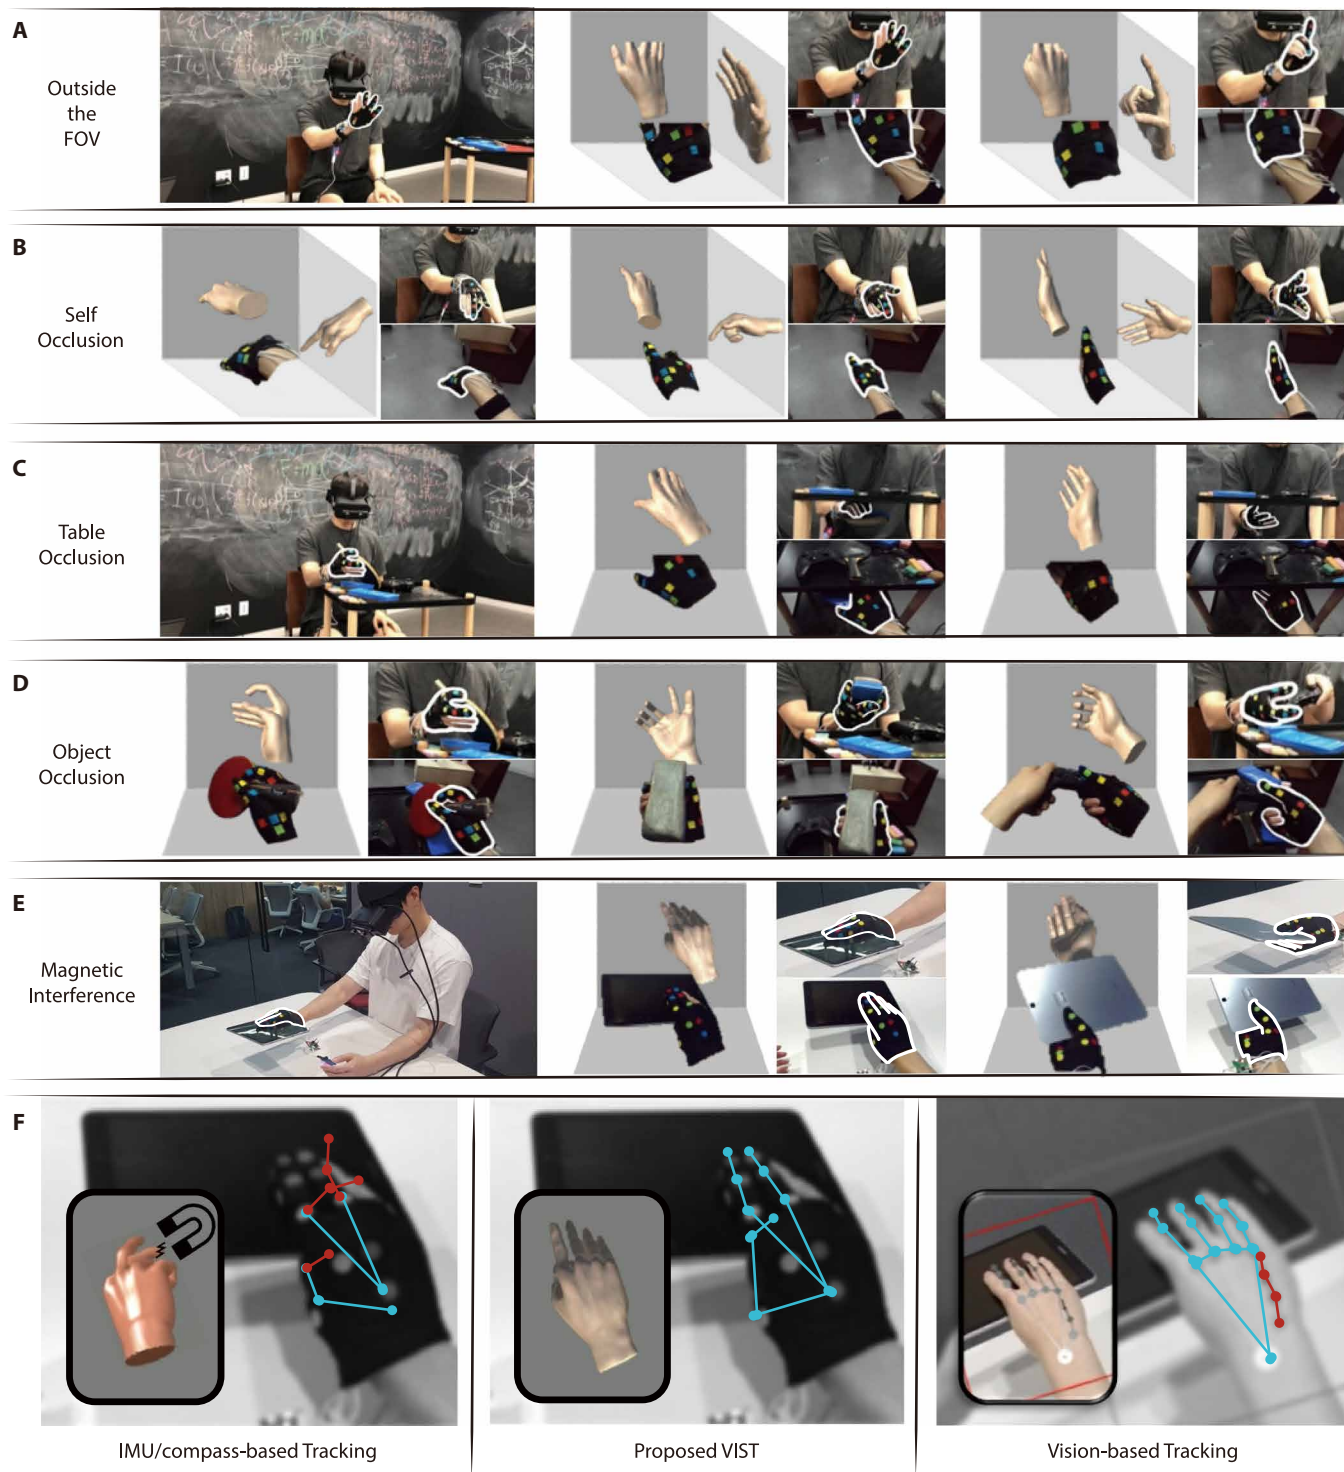 A
Outside
the
FOV
B
Self
Occlusion
C
Table
Occlusion
D
Object
Occlusion
E
Magnetic
Interference
F
IMU/compass-based Tracking
Proposed VIST
Vision-based Tracking